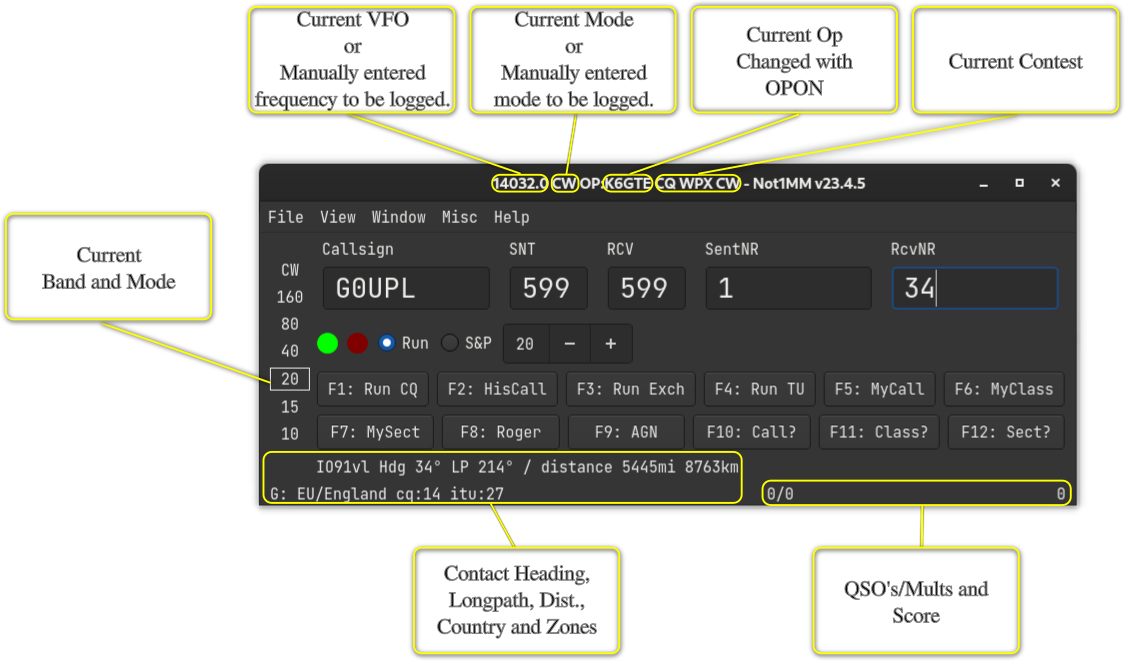 Current VFO
or
Manually entered
frequency to be logged.
Current Mode
or
Manually entered
mode to be logged.
Current Op
Changed with
OPON
Current Contest
14032.0 CW OP:K6GTE CQ WPX CW - Not1MM v23.4.5
File View Window Misc Help
Current
Band and Mode
Callsign SNT RCV SentNR RcvNR
CW
160
80
40
20
15
10
G0UPL 599 599 1 34
Run S&P 20 − +
F1: Run CQ F2: HisCall F3: Run Exch F4: Run TU F5: MyCall F6: MyClass
F7: MySect F8: Roger F9: AGN F10: Call? F11: Class? F12: Sect?
IO91vl Hdg 34° LP 214° / distance 5445mi 8763km
G: EU/England cq:14 itu:27
0/0 0
Contact Heading,
Longpath, Dist.,
Country and Zones
QSO's/Mults and
Score